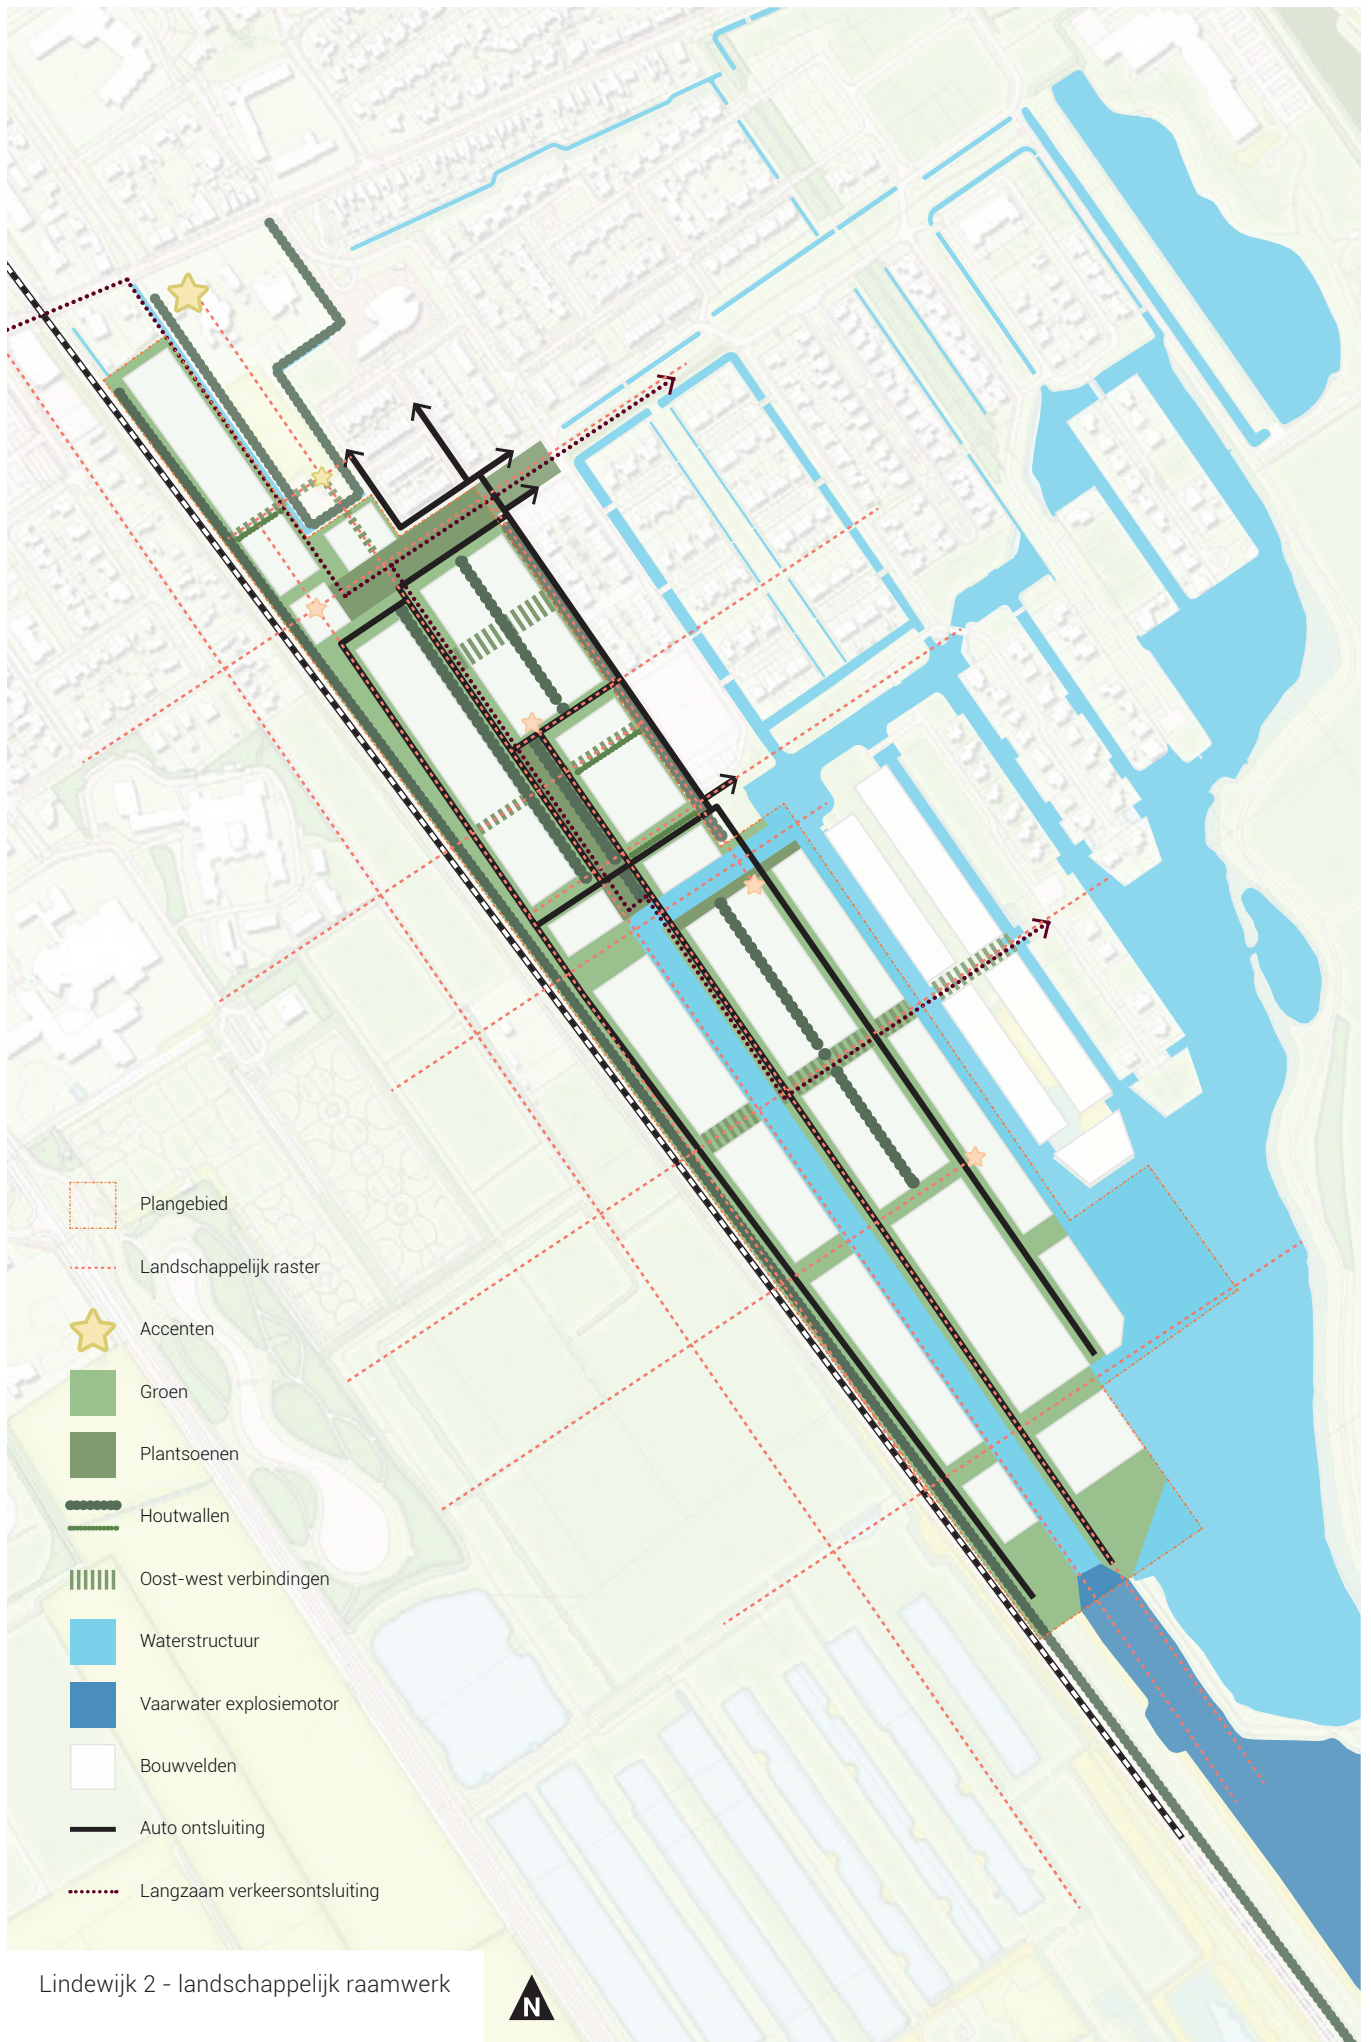 Plangebied
Landschappelijk raster
Accenten
Groen
Plantsoenen
Houtwallen
Oost-west verbindingen
Waterstructuur
Vaarwater explosiemotor
Bouwvelden
Auto ontsluiting
Langzaam verkeersontsluiting
Lindewijk 2 - landschappelijk raamwerk
N